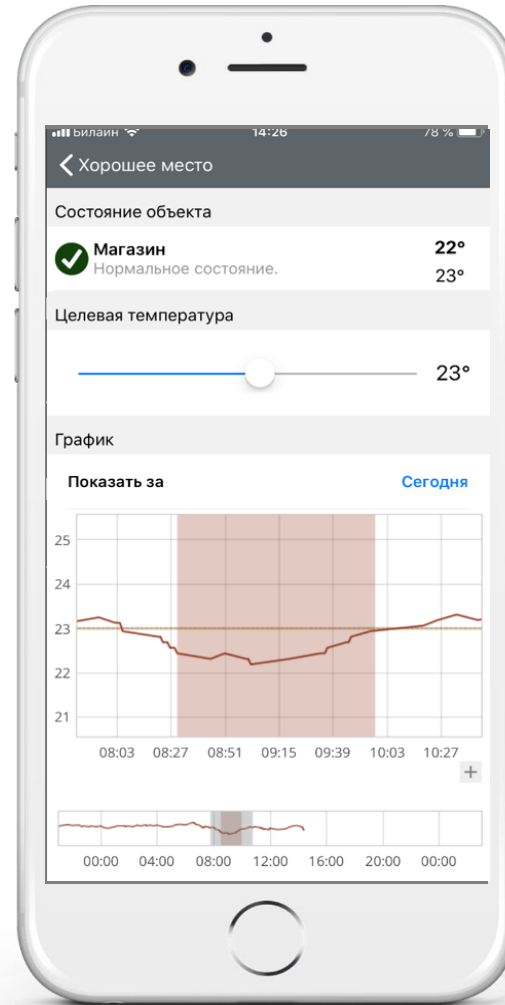 Билайн 14:26 78 %
Хорошее место
Состояние объекта
Магазин 22°
Нормальное состояние. 23°
Целевая температура
23°
График
Показать за Сегодня
25
24
23
22
21
08:03 08:27 08:51 09:15 09:39 10:03 10:27
+
00:00 04:00 08:00 12:00 16:00 20:00 00:00